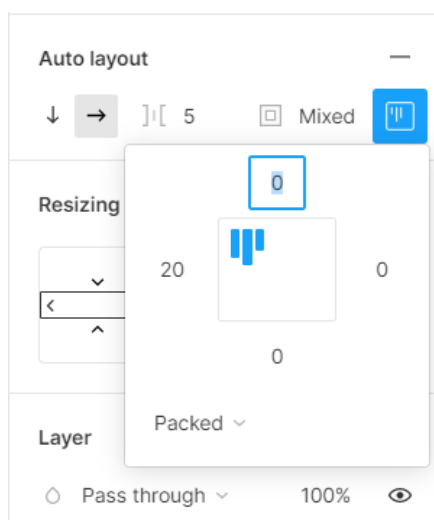 Auto layout
5 Mixed
0
Resizing
20 0
0
Packed
Layer
Pass through 100%